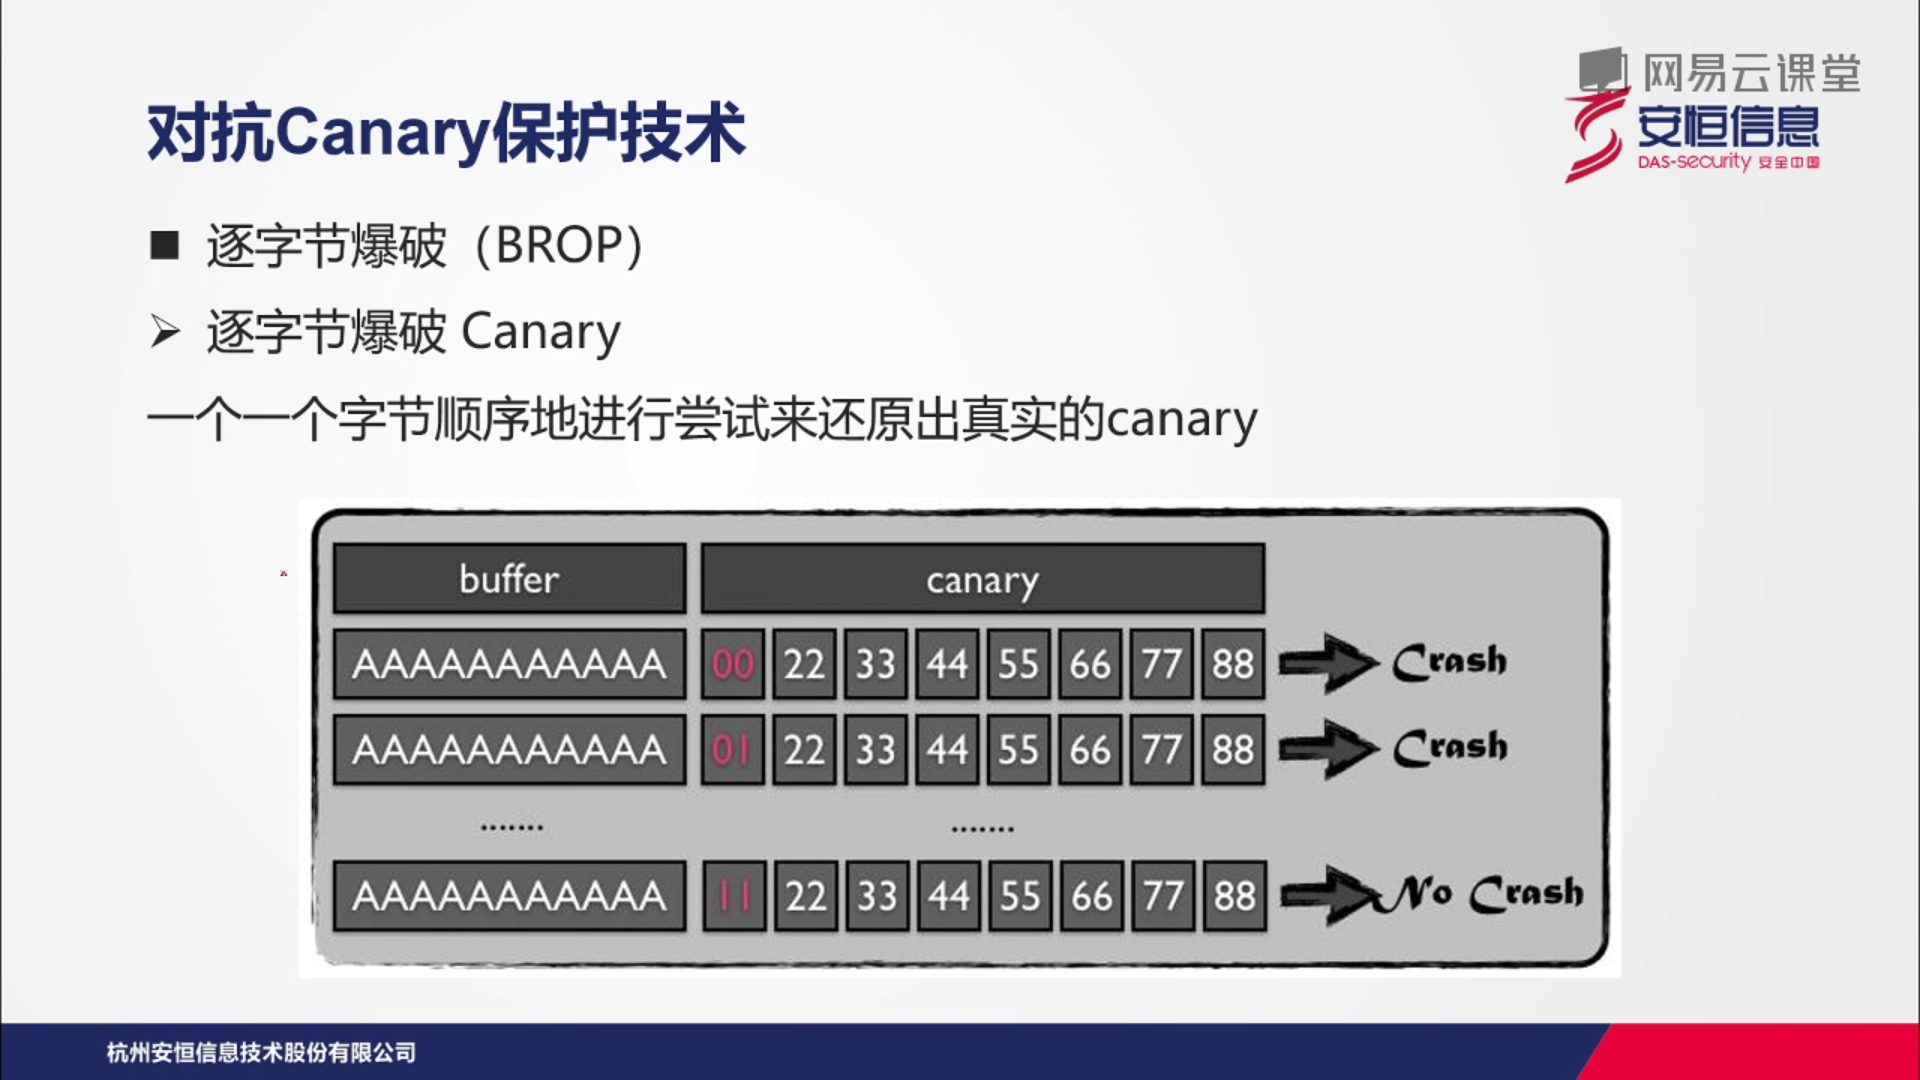 网易云课堂
安恒信息
DAS-security 安全中国
对抗Canary保护技术
逐字节爆破（BROP）
逐字节爆破 Canary
一个一个字节顺序地进行尝试来还原出真实的canary
buffer canary
AAAAAAAAAAA 00 22 33 44 55 66 77 88 Crash
AAAAAAAAAAA 01 22 33 44 55 66 77 88 Crash
....... .......
AAAAAAAAAAA 11 22 33 44 55 66 77 88 No Crash
杭州安恒信息技术股份有限公司